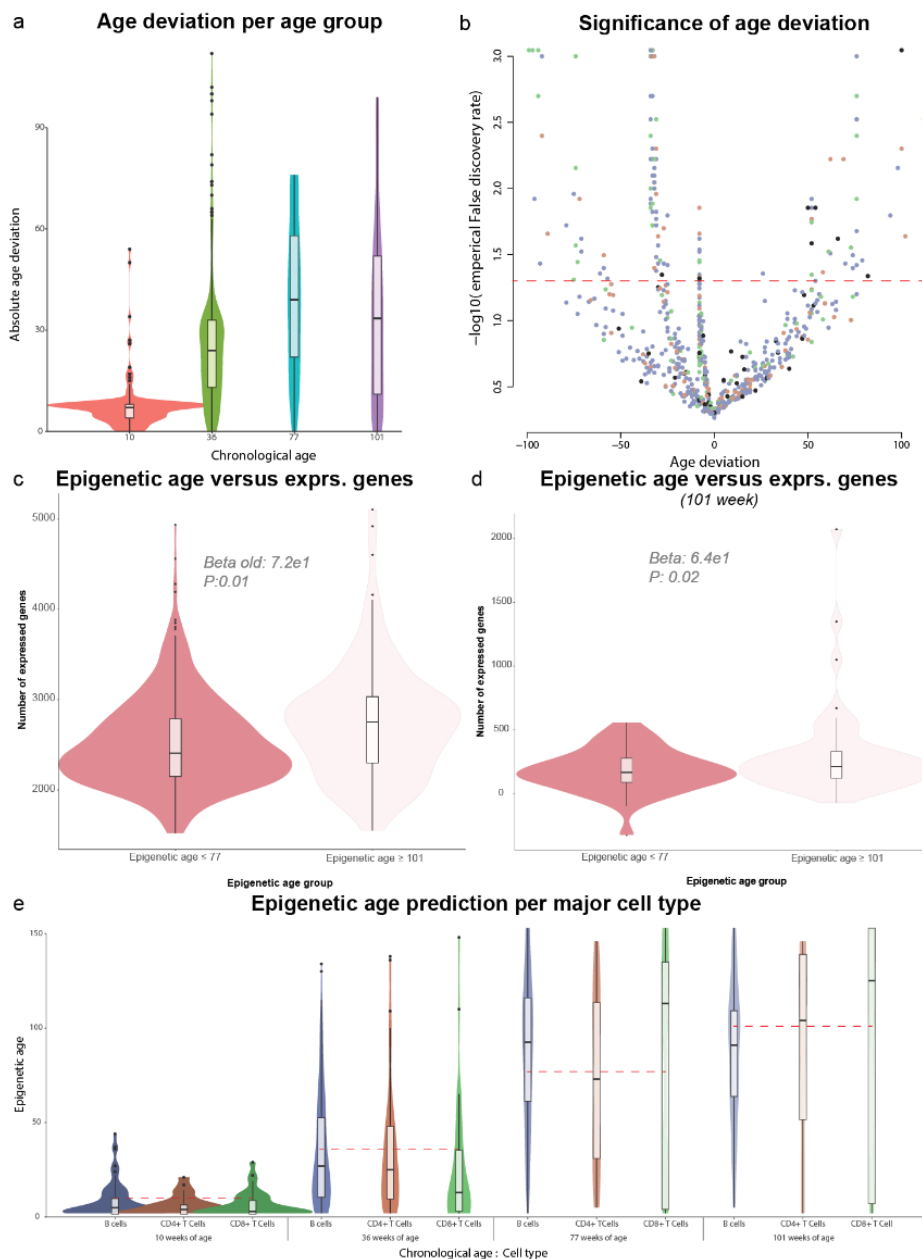 a
Age deviation per age group
Absolute age deviation
90
60
30
0
10
36
77
101
Chronological age
b
Significance of age deviation
−log10( emperical False discovery rate)
3.0
2.5
2.0
1.5
1.0
0.5
−100
−50
0
50
100
Age deviation
c
Epigenetic age versus exprs. genes
Number of expressed genes
5000
4000
3000
2000
Beta old: 7.2e1
P:0.01
Epigenetic age ≤ 77
Epigenetic age ≥ 101
Epigenetic age group
d
Epigenetic age versus exprs. genes
(101 week)
Number of expressed genes
2000
1500
1000
500
0
Beta: 6.4e1
P: 0.02
Epigenetic age ≤ 77
Epigenetic age ≥ 101
Epigenetic age group
e
Epigenetic age prediction per major cell type
Epigenetic age
150
100
50
0
B cells
CD4+ T Cells
CD8+ T Cells
B cells
CD4+ T Cells
CD8+ T Cells
B cells
CD4+ T Cells
CD8+ T Cells
B cells
CD4+ T Cells
CD8+ T Cell
10 weeks of age
36 weeks of age
77 weeks of age
101 weeks of age
Chronological age : Cell type